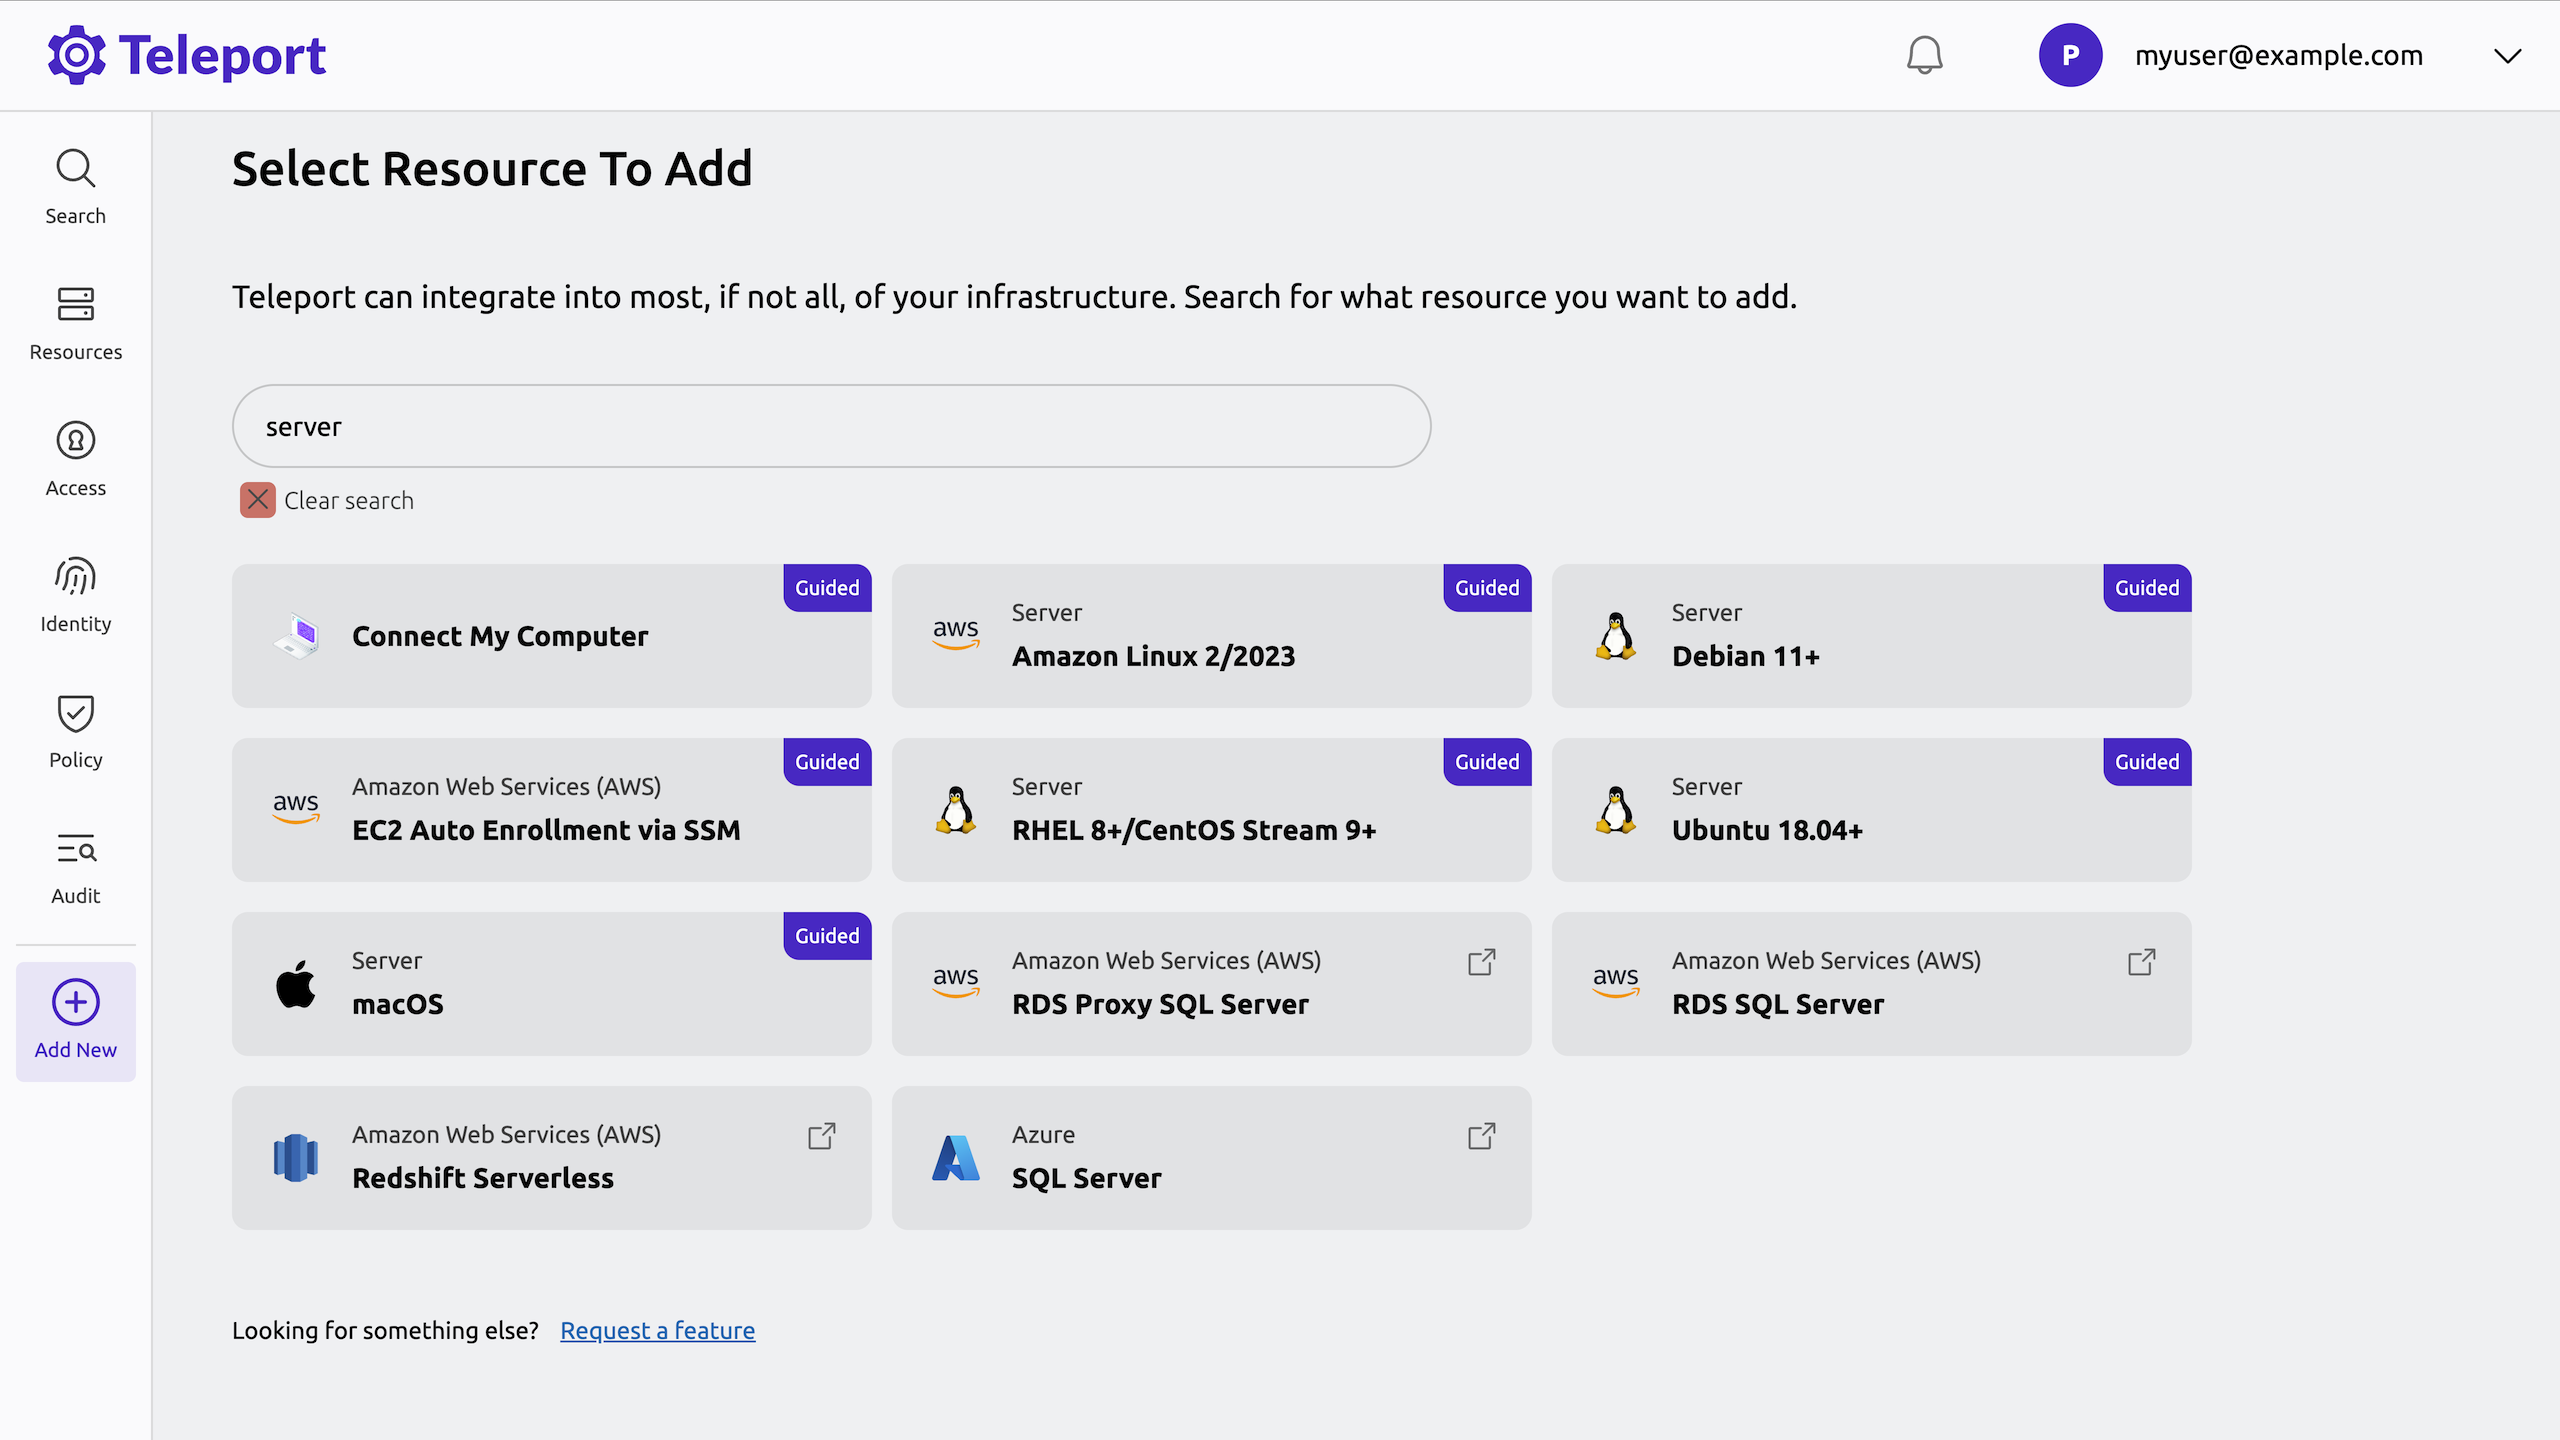 Teleport
P
myuser@example.com
Search
Resources
Access
Identity
Policy
Audit
Add New
Select Resource To Add
Teleport can integrate into most, if not all, of your infrastructure. Search for what resource you want to add.
server
Clear search
Guided
Connect My Computer
Guided
Server
aws
Amazon Linux 2/2023
Guided
Server
Debian 11+
Guided
Amazon Web Services (AWS)
aws
EC2 Auto Enrollment via SSM
Guided
Server
RHEL 8+/CentOS Stream 9+
Guided
Server
Ubuntu 18.04+
Guided
Server
macOS
Amazon Web Services (AWS)
aws
RDS Proxy SQL Server
Amazon Web Services (AWS)
aws
RDS SQL Server
Amazon Web Services (AWS)
Redshift Serverless
Azure
SQL Server
Looking for something else? Request a feature